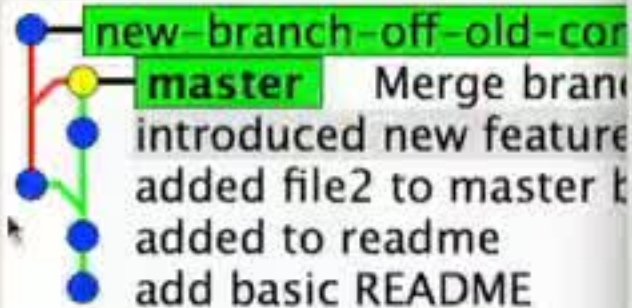 new-branch-off-old-com
master Merge bran
introduced new feature
added file2 to master b
added to readme
add basic README